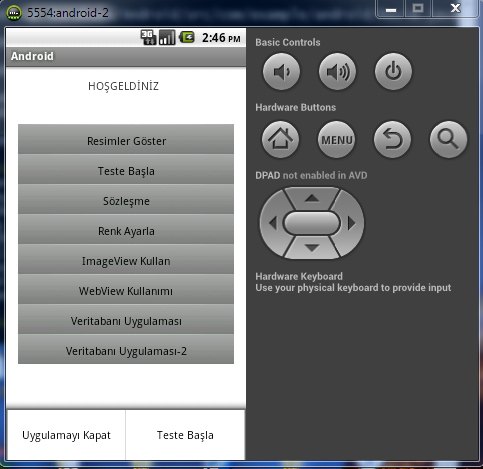 5554:android-2
3G
2:46 PM
Android
HOŞGELDİNİZ
Resimler Göster
Teste Başla
Sözleşme
Renk Ayarla
ImageView Kullan
WebView Kullanımı
Veritabanı Uygulaması
Veritabanı Uygulaması-2
Uygulamayı Kapat
Teste Başla
Basic Controls
Hardware Buttons
MENU
DPAD not enabled in AVD
Hardware Keyboard
Use your physical keyboard to provide input